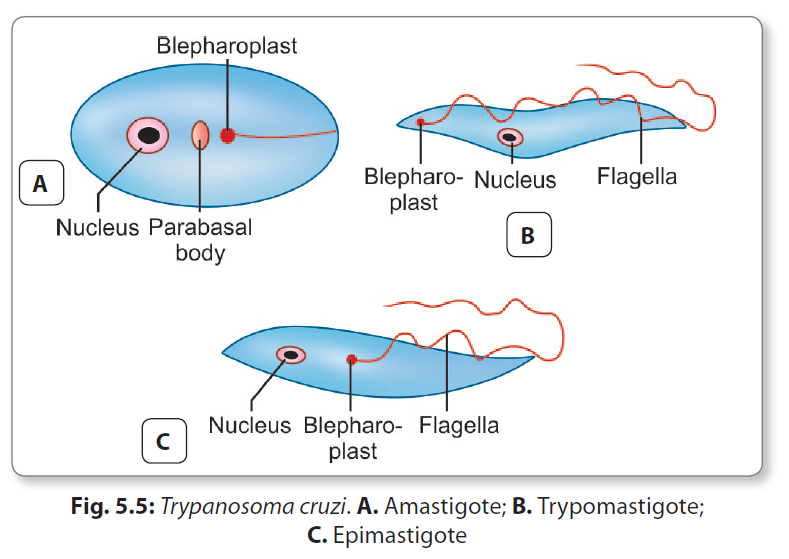 Blepharoplast
A
Nucleus Parabasal
body
Blepharo-
plast
Nucleus
Flagella
B
Nucleus
Blepharo-
plast
Flagella
C
Fig. 5.5: Trypanosoma cruzi. A. Amastigote; B. Trypomastigote;
C. Epimastigote